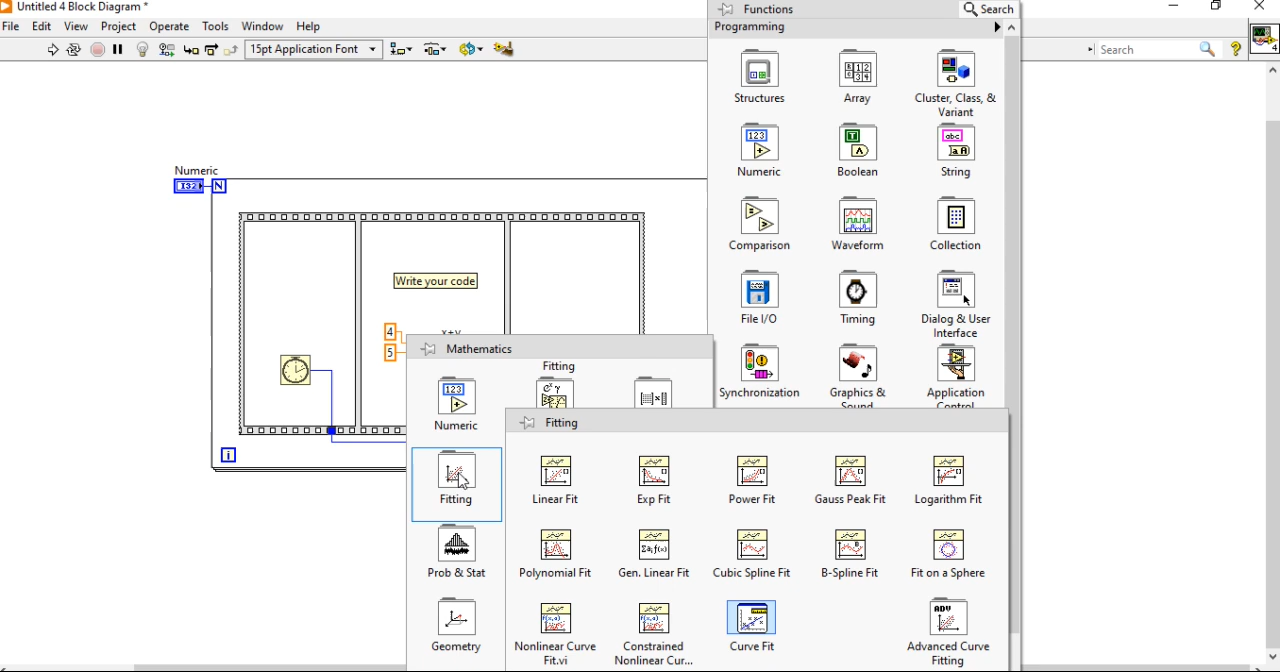 Untitled 4 Block Diagram *
File Edit View Project Operate Tools Window Help
15pt Application Font
Search
Functions
Search
Programming
Structures Array Cluster, Class, &
Variant
Numeric Boolean String
Comparison Waveform Collection
File I/O Timing Dialog & User
Interface
Synchronization Graphics & Application
Sound Control
Numeric
I32 N
Write your code
4
5
x+y
i
Mathematics
Fitting
Numeric
Fitting
Prob & Stat
Geometry
Fitting
Linear Fit Exp Fit Power Fit Gauss Peak Fit Logarithm Fit
Polynomial Fit Gen. Linear Fit Cubic Spline Fit B-Spline Fit Fit on a Sphere
Nonlinear Curve Constrained Curve Fit Advanced Curve
Fit.vi Nonlinear Cur... Fitting